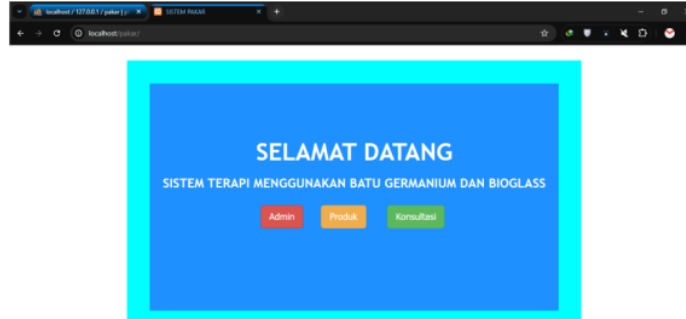 localhost / 127.0.0.1 / pakar | p
SISTEM PAKAR
localhost/pakar/
SELAMAT DATANG
SISTEM TERAPI MENGGUNAKAN BATU GERMANIUM DAN BIOGLASS
Admin
Produk
Konsultasi